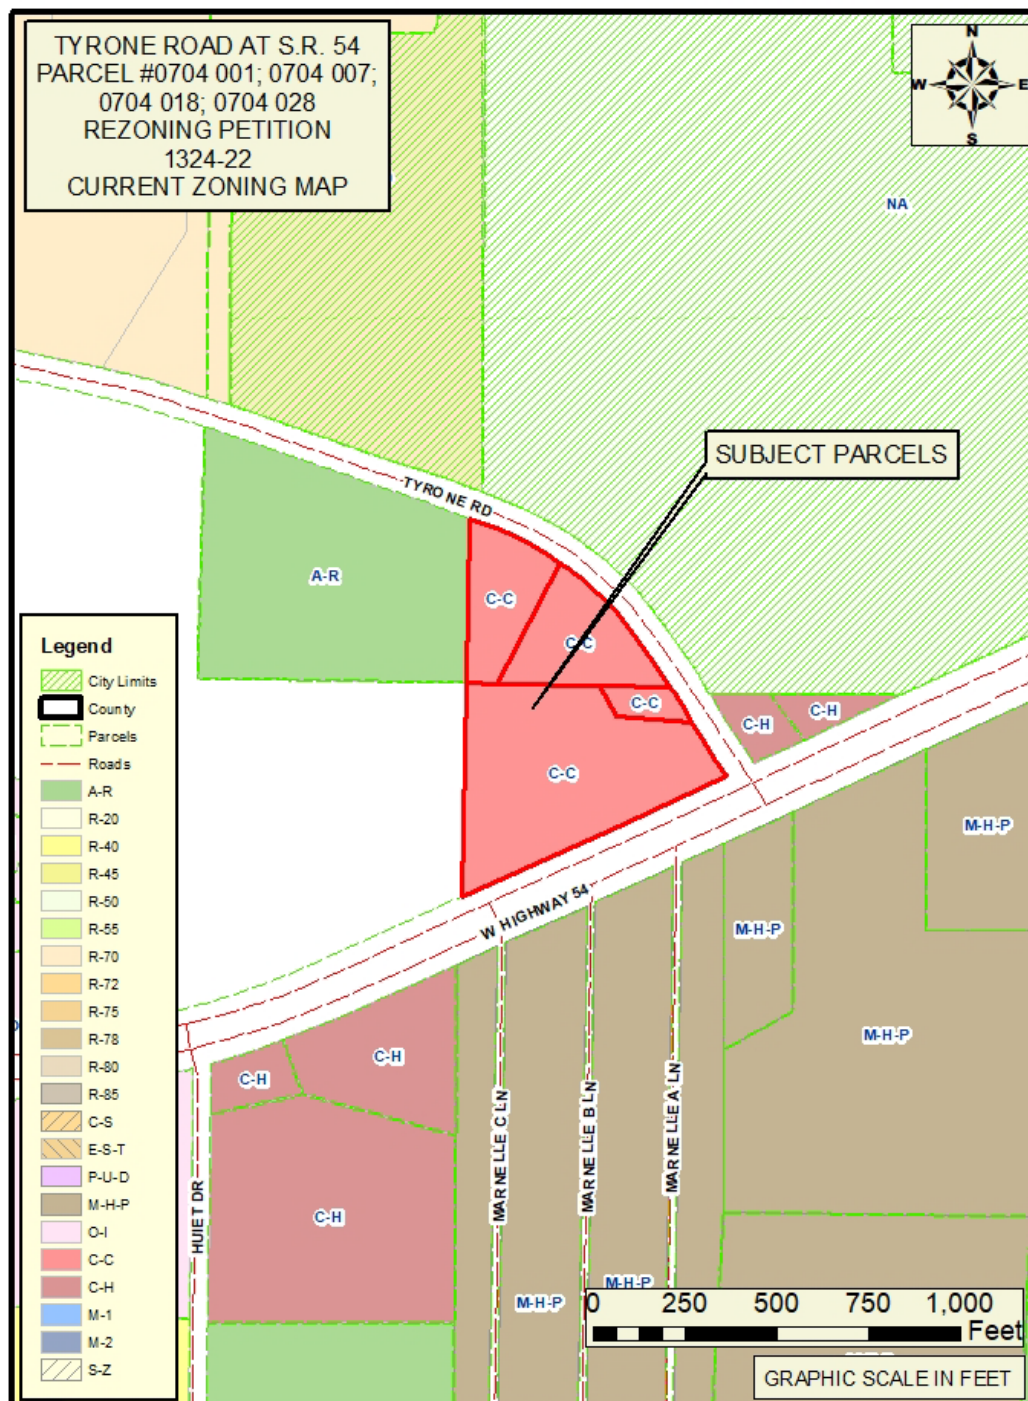 TYRONE ROAD AT S.R. 54
PARCEL #0704 001; 0704 007;
0704 018; 0704 028
REZONING PETITION
1324-22
CURRENT ZONING MAP
N
W E
S
NA
SUBJECT PARCELS
TYRONE RD
A-R
C-C
C-C
C-C
C-H
C-H
C-C
M-H-P
W HIGHWAY 54
M-H-P
M-H-P
C-H
C-H
C-H
HUIET DR
MARNELLE C LN
MARNELLE B LN
MARNELLE A LN
M-H-P
M-H-P
Legend
City Limits
County
Parcels
Roads
A-R
R-20
R-40
R-45
R-50
R-55
R-70
R-72
R-75
R-78
R-80
R-85
C-S
E-S-T
P-U-D
M-H-P
O-I
C-C
C-H
M-1
M-2
S-Z
0 250 500 750 1,000
Feet
GRAPHIC SCALE IN FEET